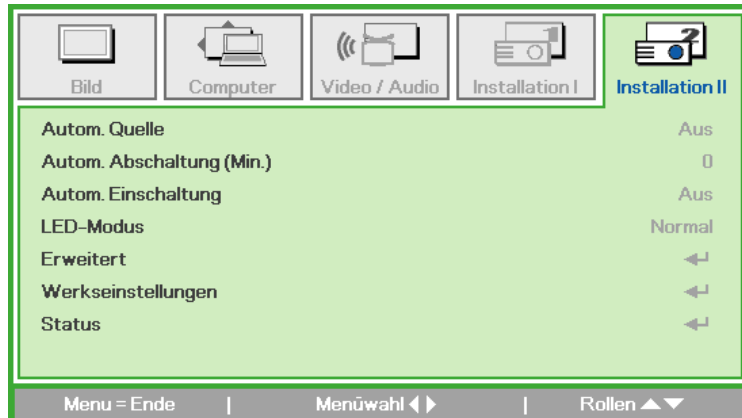 Bild
Computer
Video / Audio
Installation I
Installation II
Autom. Quelle Aus
Autom. Abschaltung (Min.) 0
Autom. Einschaltung Aus
LED-Modus Normal
Erweitert
Werkseinstellungen
Status
Menu = Ende | Menūwahl | Rollen